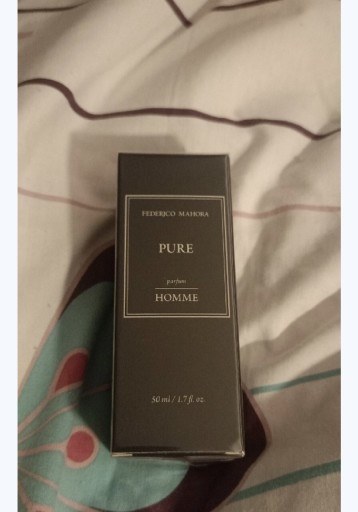 FEDERICO MAHORA
PURE
parfum
HOMME
50 ml / 1.7 fl. oz.